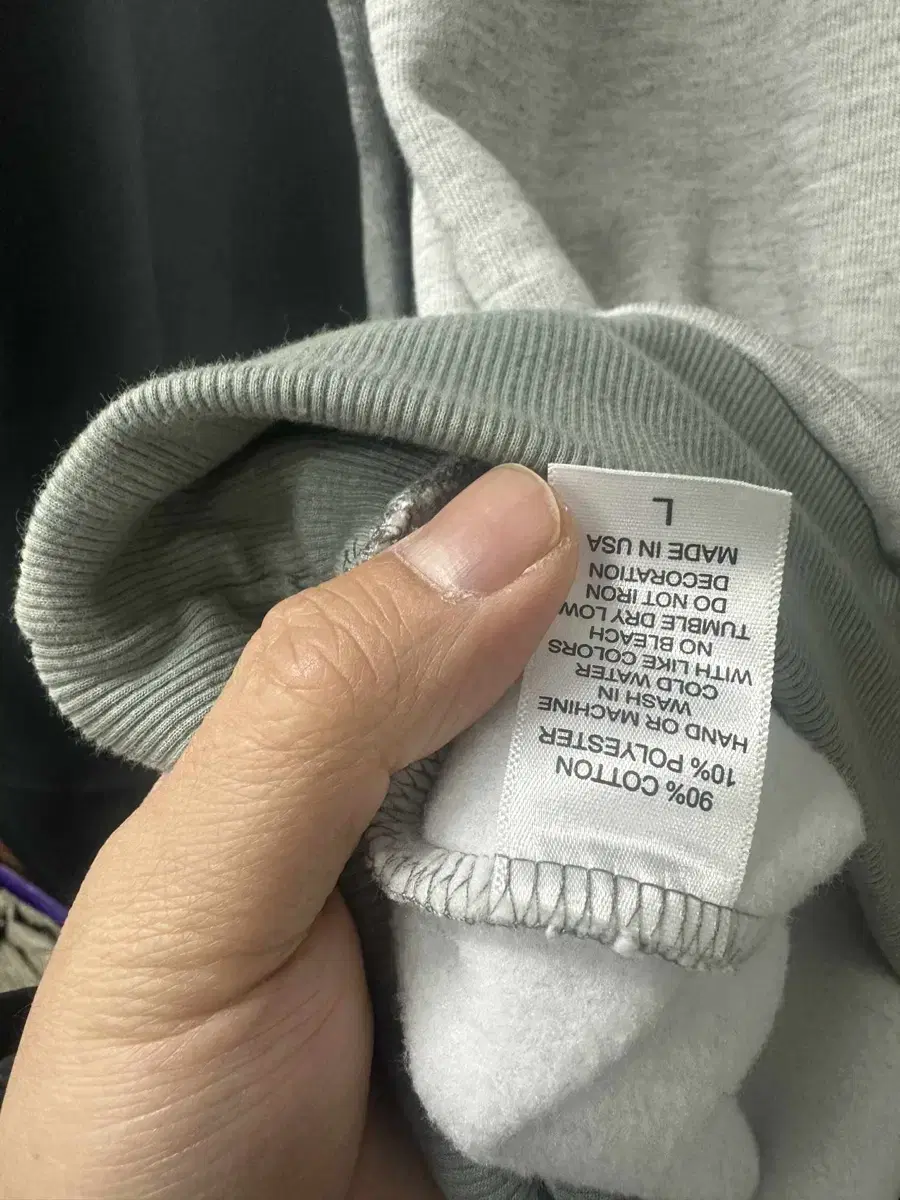 90% COTTON
10% POLYESTER
HAND OR MACHINE
WASH IN
COLD WATER
WITH LIKE COLORS
NO BLEACH
TUMBLE DRY LOW
DO NOT IRON
DECORATION
MADE IN USA
L